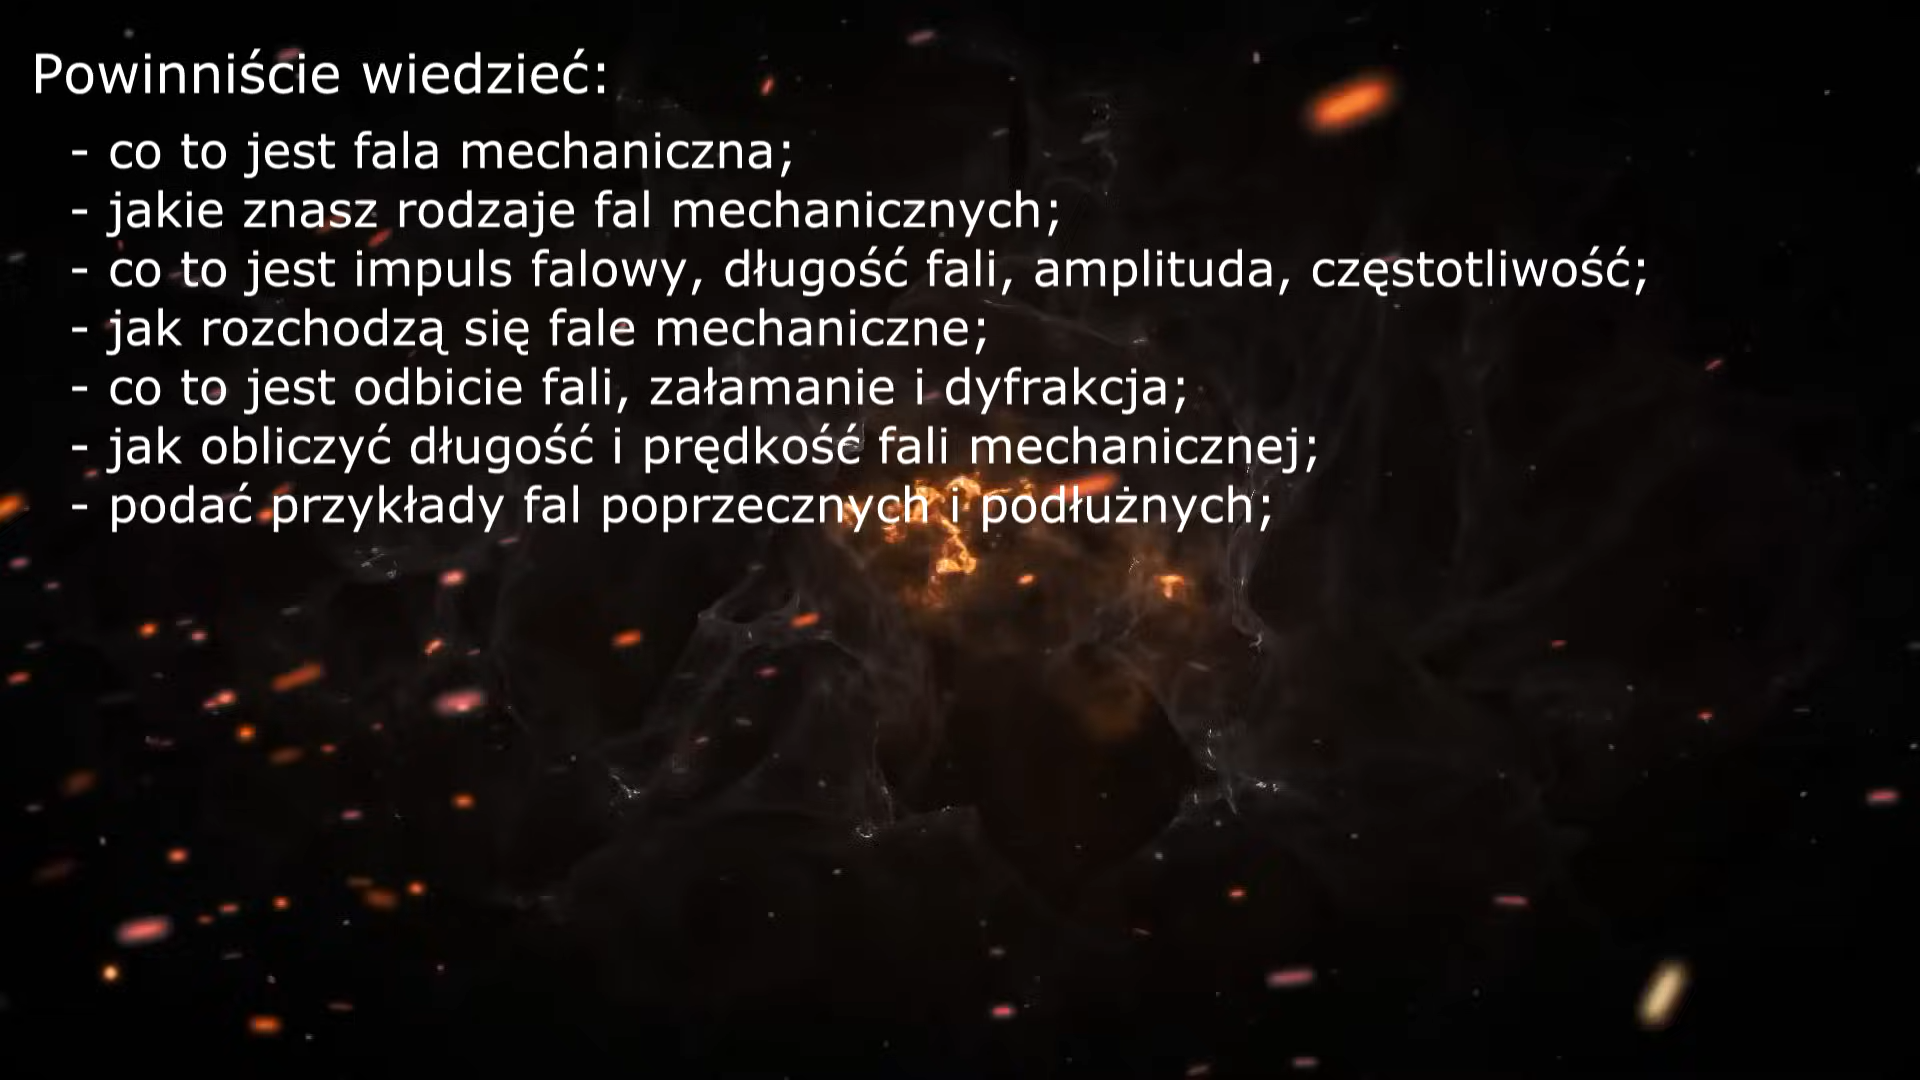 Powinniście wiedzieć:
- co to jest fala mechaniczna;
- jakie znasz rodzaje fal mechanicznych;
- co to jest impuls falowy, długość fali, amplituda, częstotliwość;
- jak rozchodzą się fale mechaniczne;
- co to jest odbicie fali, załamanie i dyfrakcja;
- jak obliczyć długość i prędkość fali mechanicznej;
- podać przykłady fal poprzecznych i podłużnych;